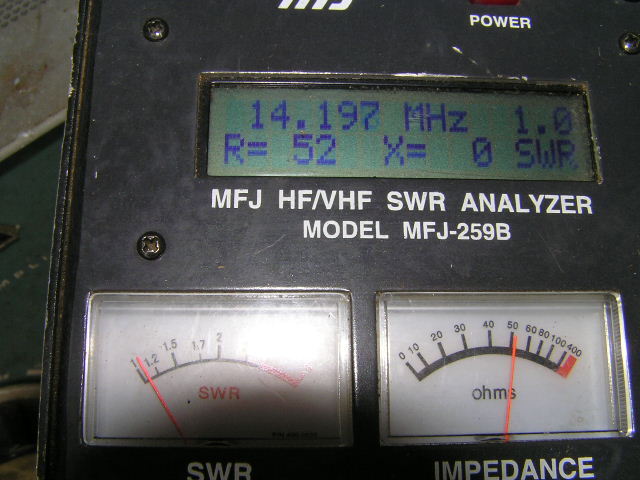 POWER
14.197 MHz 1.0
R= 52 X= 0 SWR
MFJ HF/VHF SWR ANALYZER
MODEL MFJ-259B
1 1.2 1.5 1.7 2
SWR
0 10 20 30 40 50 60 80 100 400
ohms
SWR
IMPEDANCE